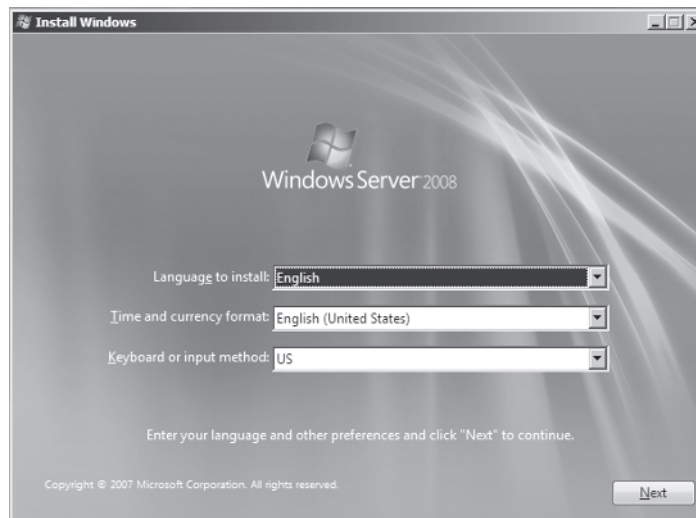 Install Windows
Windows Server 2008
Language to install: English
Time and currency format: English (United States)
Keyboard or input method: US
Enter your language and other preferences and click "Next" to continue.
Copyright © 2007 Microsoft Corporation. All rights reserved.
Next